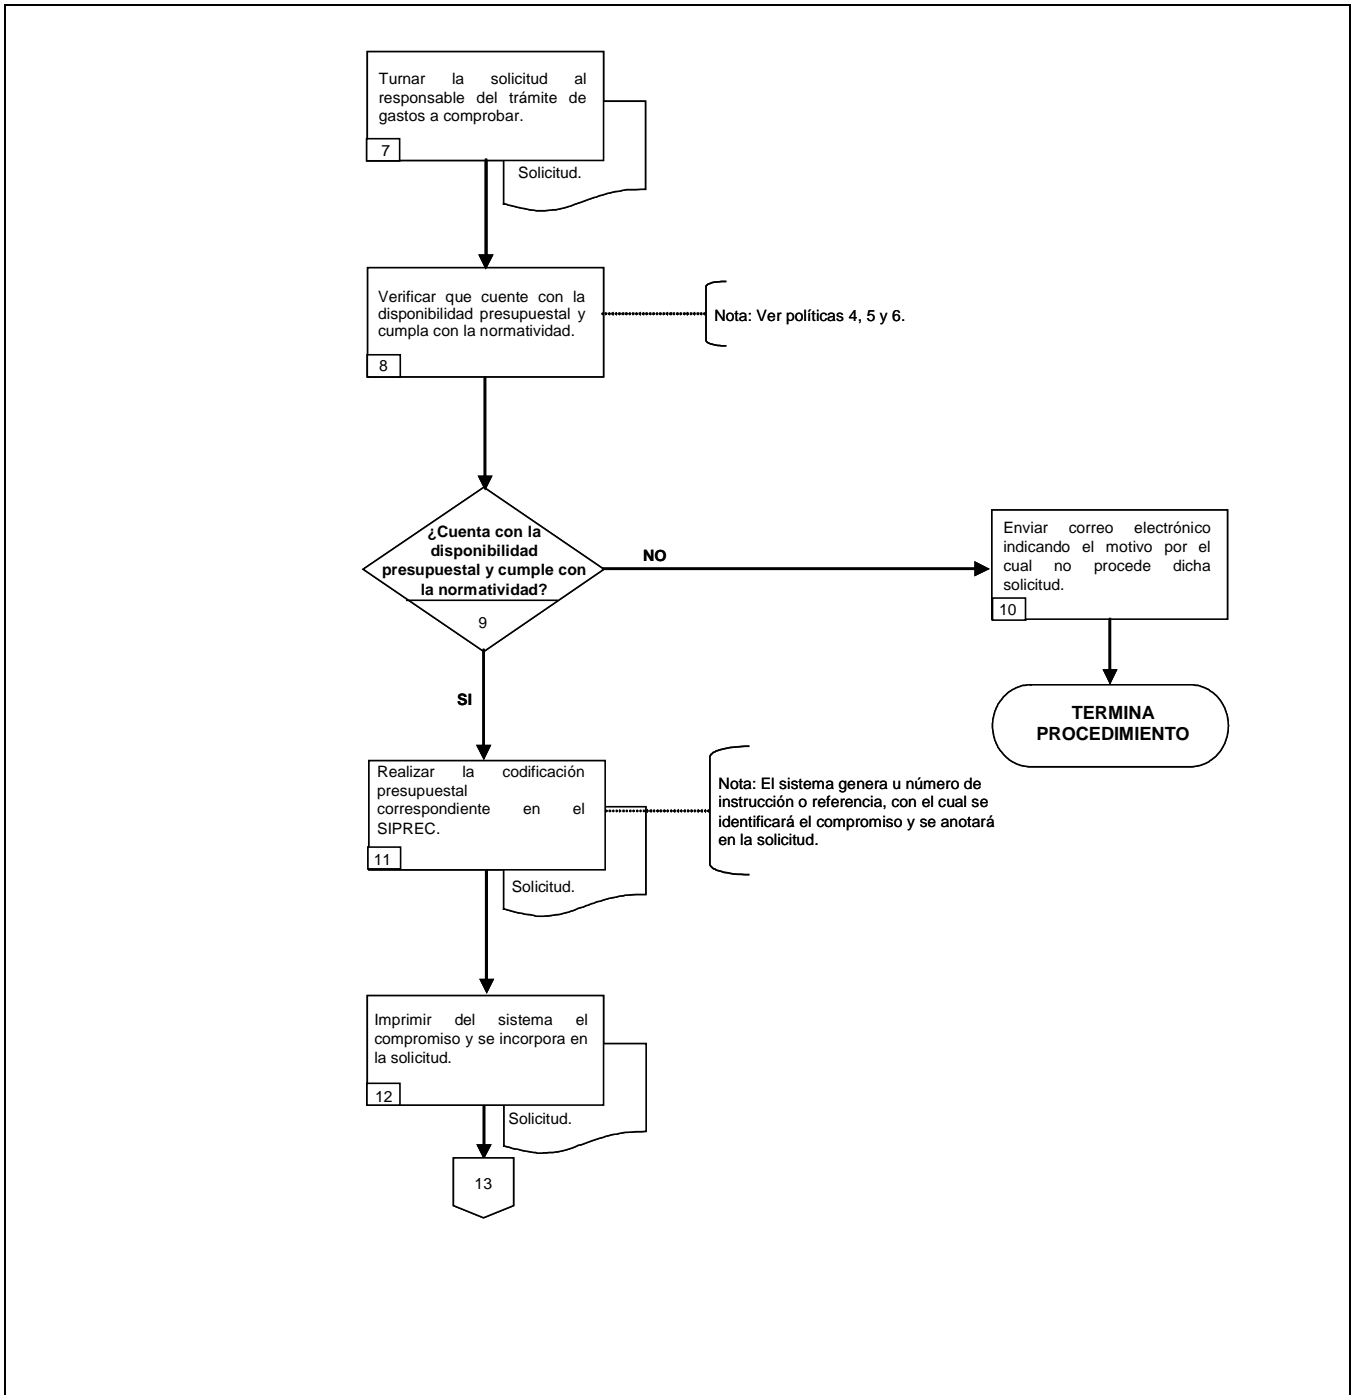 Turnar la solicitud al
responsable del trámite de
gastos a comprobar.
7
Solicitud.
Verificar que cuente con la
disponibilidad presupuestal y
cumpla con la normatividad.
8
Nota: Ver políticas 4, 5 y 6.
¿Cuenta con la
disponibilidad
presupuestal y cumple con
la normatividad?
9
NO
Enviar correo electrónico
indicando el motivo por el
cual no procede dicha
solicitud.
10
TERMINA
PROCEDIMIENTO
SI
Realizar la codificación
presupuestal
correspondiente en el
SIPREC.
11
Solicitud.
Nota: El sistema genera u número de
instrucción o referencia, con el cual se
identificará el compromiso y se anotará
en la solicitud.
Imprimir del sistema el
compromiso y se incorpora en
la solicitud.
12
Solicitud.
13